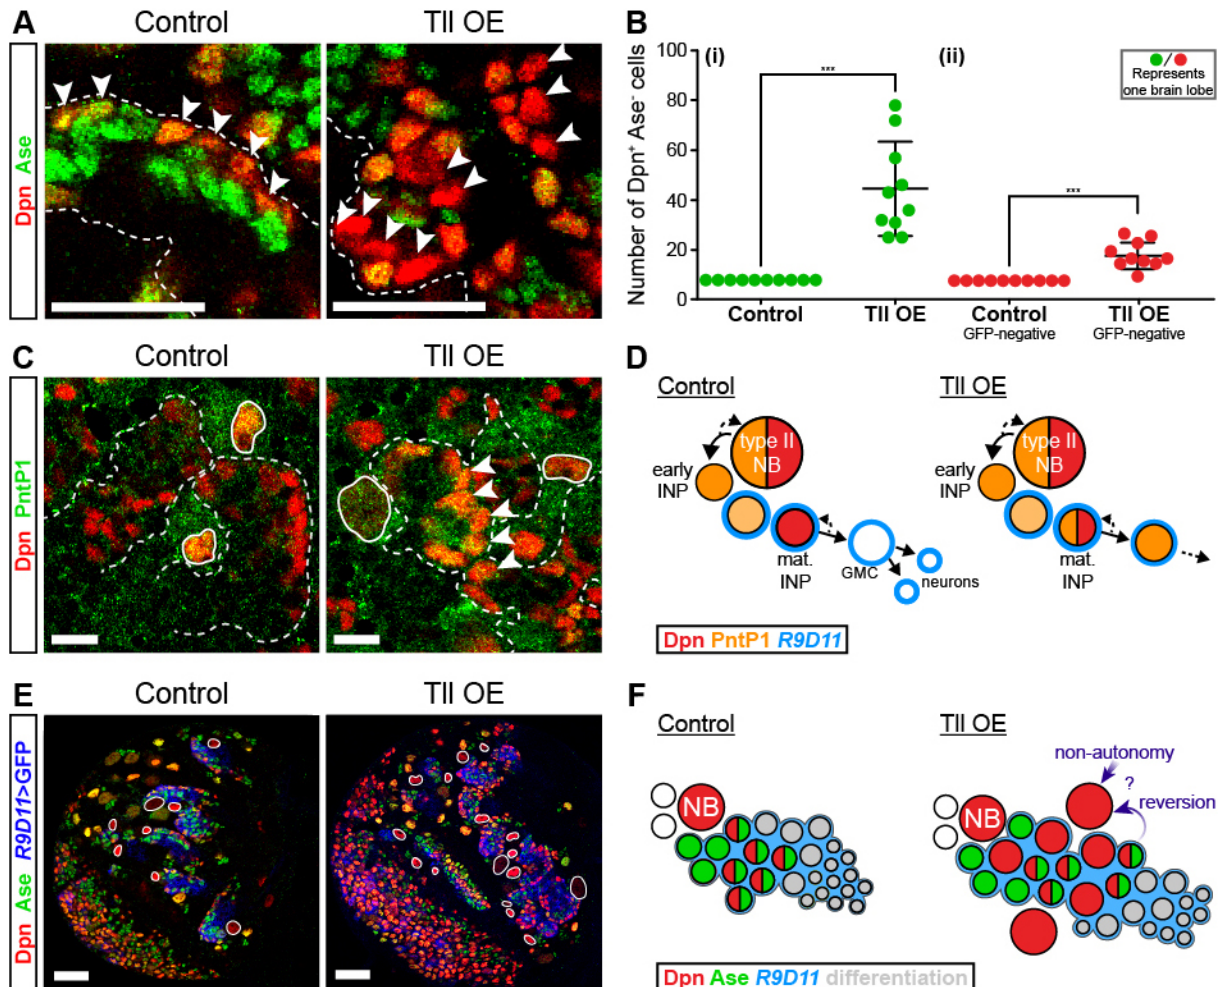 A
Control
Tll OE
Dpn Ase
B
Number of Dpn+ Ase- cells
100
80
60
40
20
0
(i)
(ii)
***
***
/
Represents
one brain lobe
Control
Tll OE
Control
GFP-negative
Tll OE
GFP-negative
C
Control
Tll OE
Dpn PntP1
D
Control
Tll OE
type II
NB
early
INP
mat.
INP
GMC
neurons
type II
NB
early
INP
mat.
INP
Dpn PntP1 R9D11
E
Control
Tll OE
Dpn Ase R9D11>GFP
F
Control
Tll OE
NB
non-autonomy
?
reversion
NB
Dpn Ase R9D11 differentiation